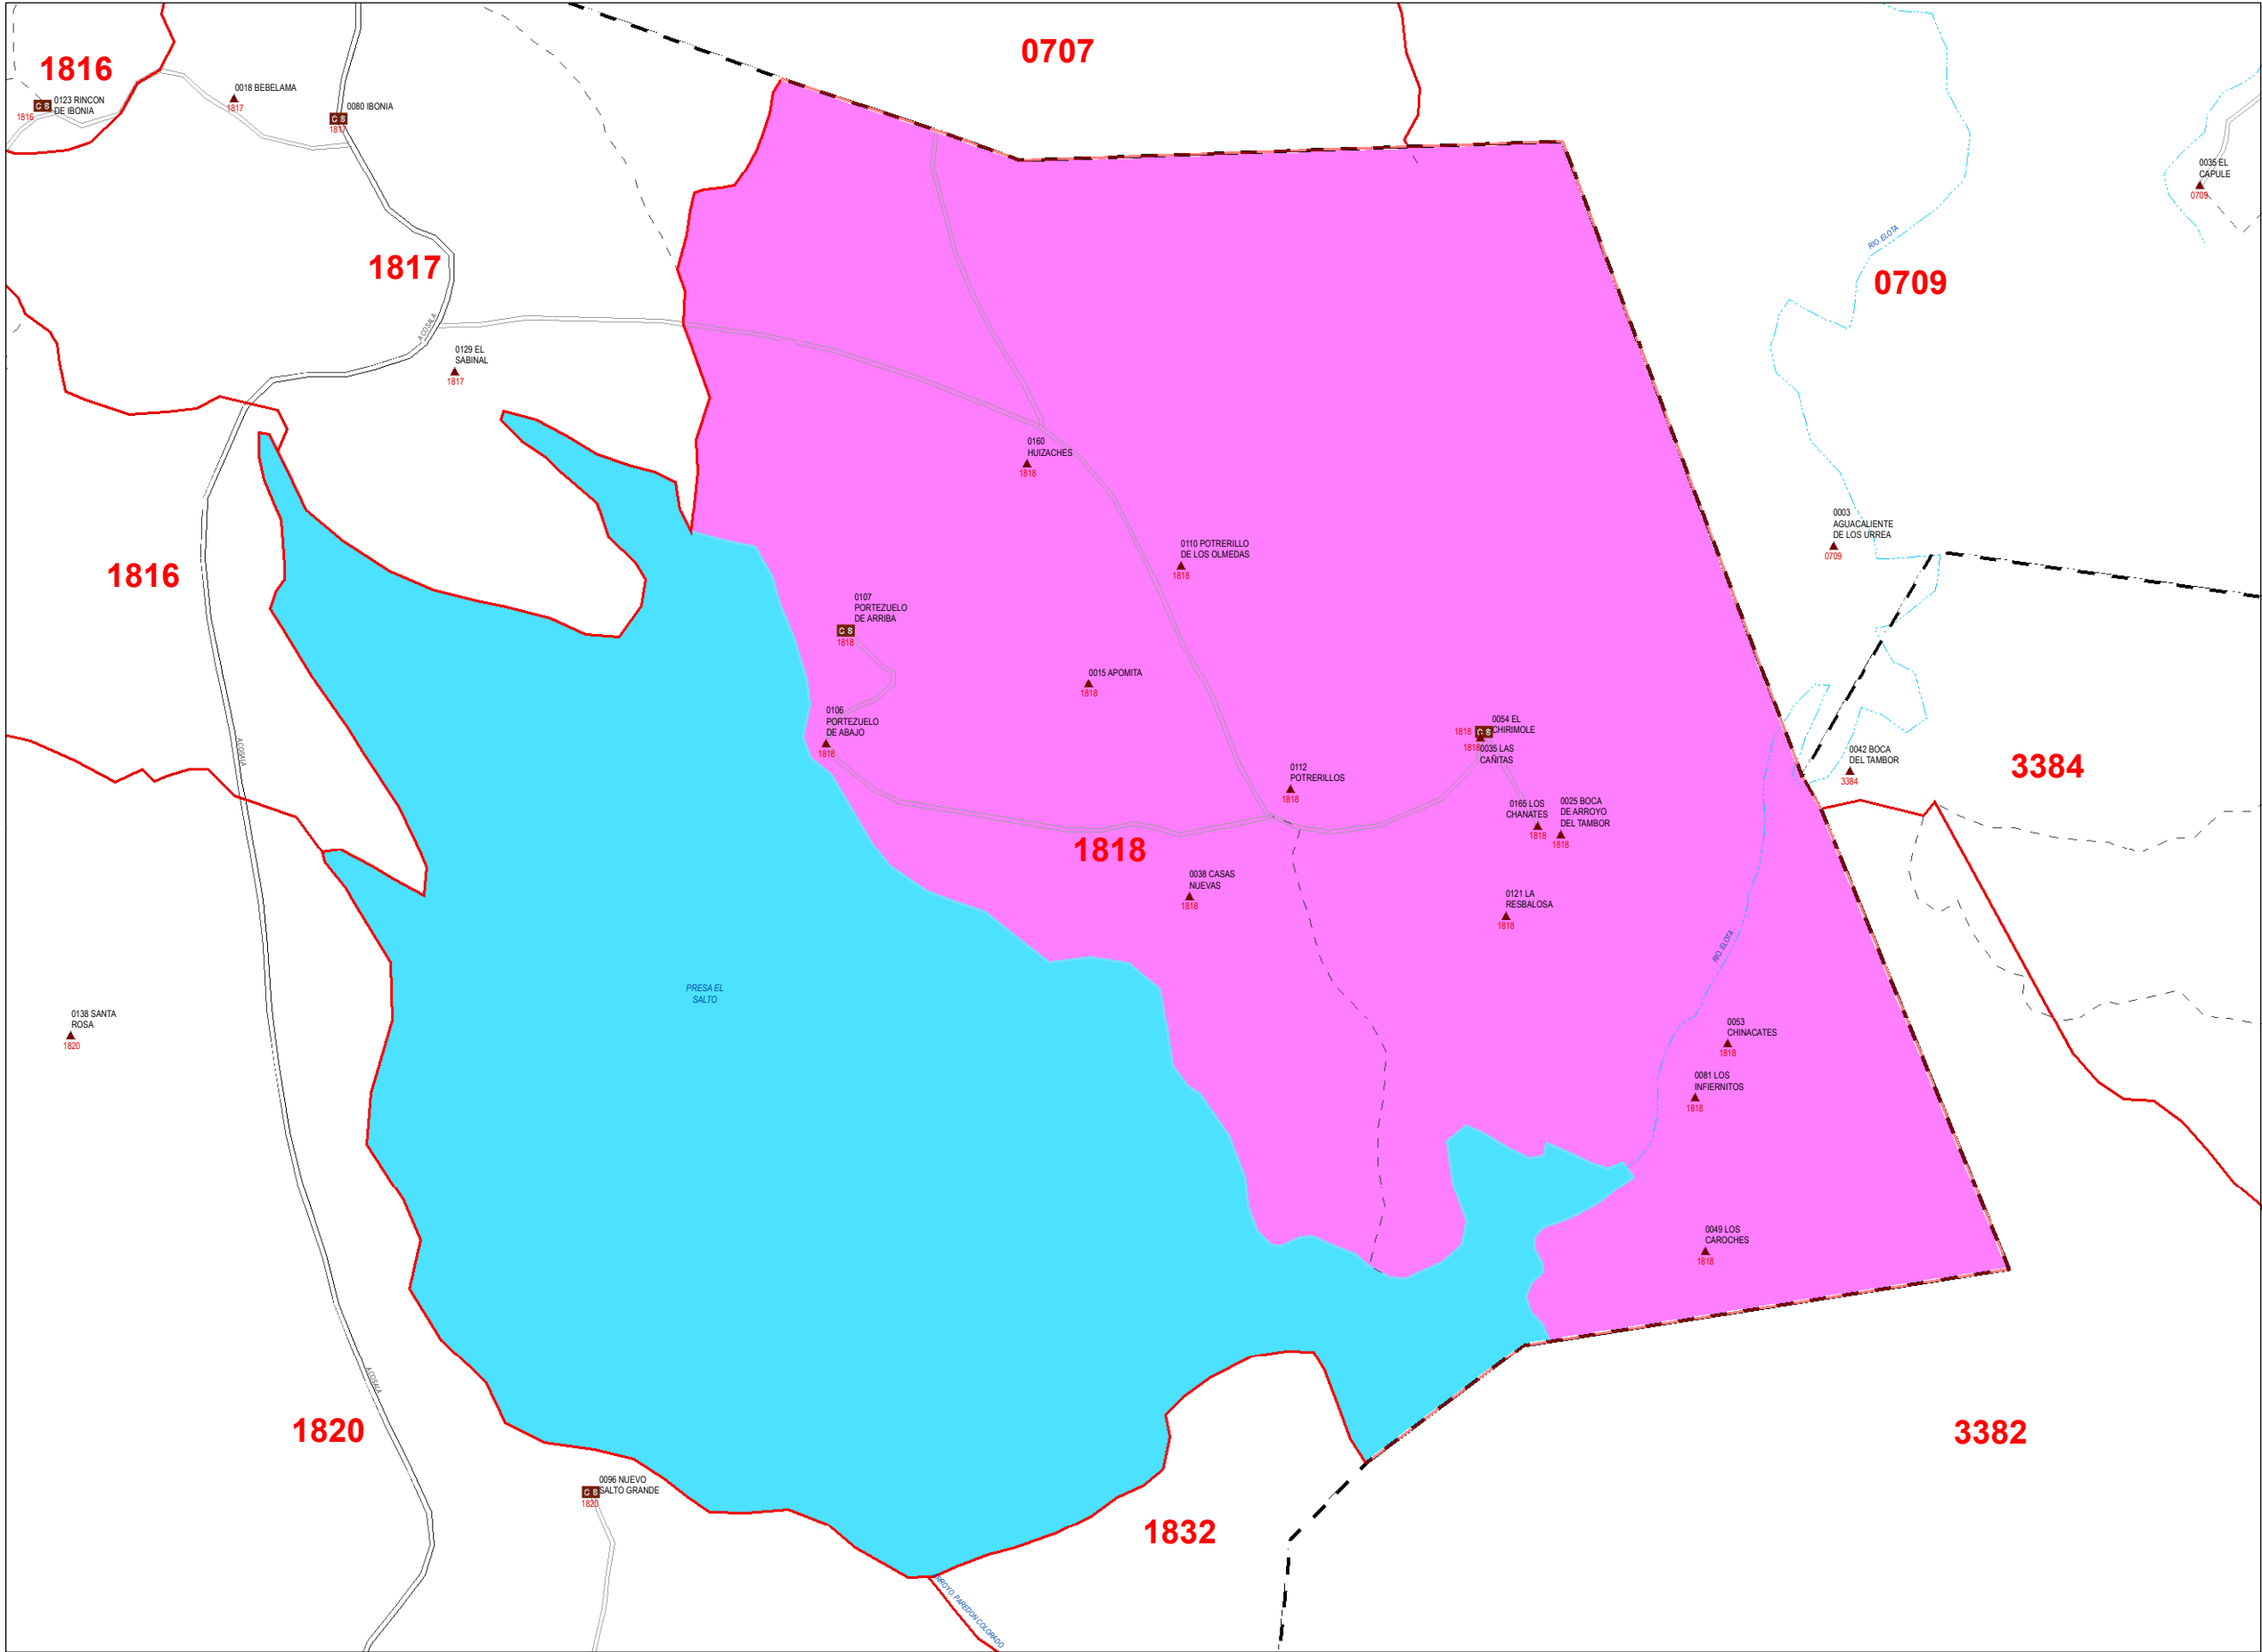 0707
1816
0018 BEBELAMA
1817
C S
0123 RINCON
DE IBONIA
1816
0080 IBONIA
C S
1817
0035 EL
CAPULE
0709
RIO ELOTA
1817
0709
A COSALA
0129 EL
SABINAL
1817
0160
HUIZACHES
1818
0003
AGUACALIENTE
DE LOS URREA
0709
0110 POTRERILLO
DE LOS OLMEDAS
1818
1816
0107
PORTEZUELO
DE ARRIBA
C S
1818
0015 APOMITA
1818
0106
PORTEZUELO
DE ABAJO
1818
0054 EL
CHIRIMOLE
1818
C S
1818
0035 LAS
CAÑITAS
A COSALA
0042 BOCA
DEL TAMBOR
3384
3384
0112
POTRERILLOS
1818
0165 LOS
CHANATES
1818
0025 BOCA
DE ARROYO
DEL TAMBOR
1818
1818
0038 CASAS
NUEVAS
1818
0121 LA
RESBALOSA
1818
RIO ELOTA
PRESA EL
SALTO
0138 SANTA
ROSA
1820
0053
CHINACATES
1818
0081 LOS
INFIERNITOS
1818
0049 LOS
CAROCHES
1818
A COSALA
1820
3382
0096 NUEVO
SALTO GRANDE
C S
1820
1832
ARROYO PAREDON COLORADO